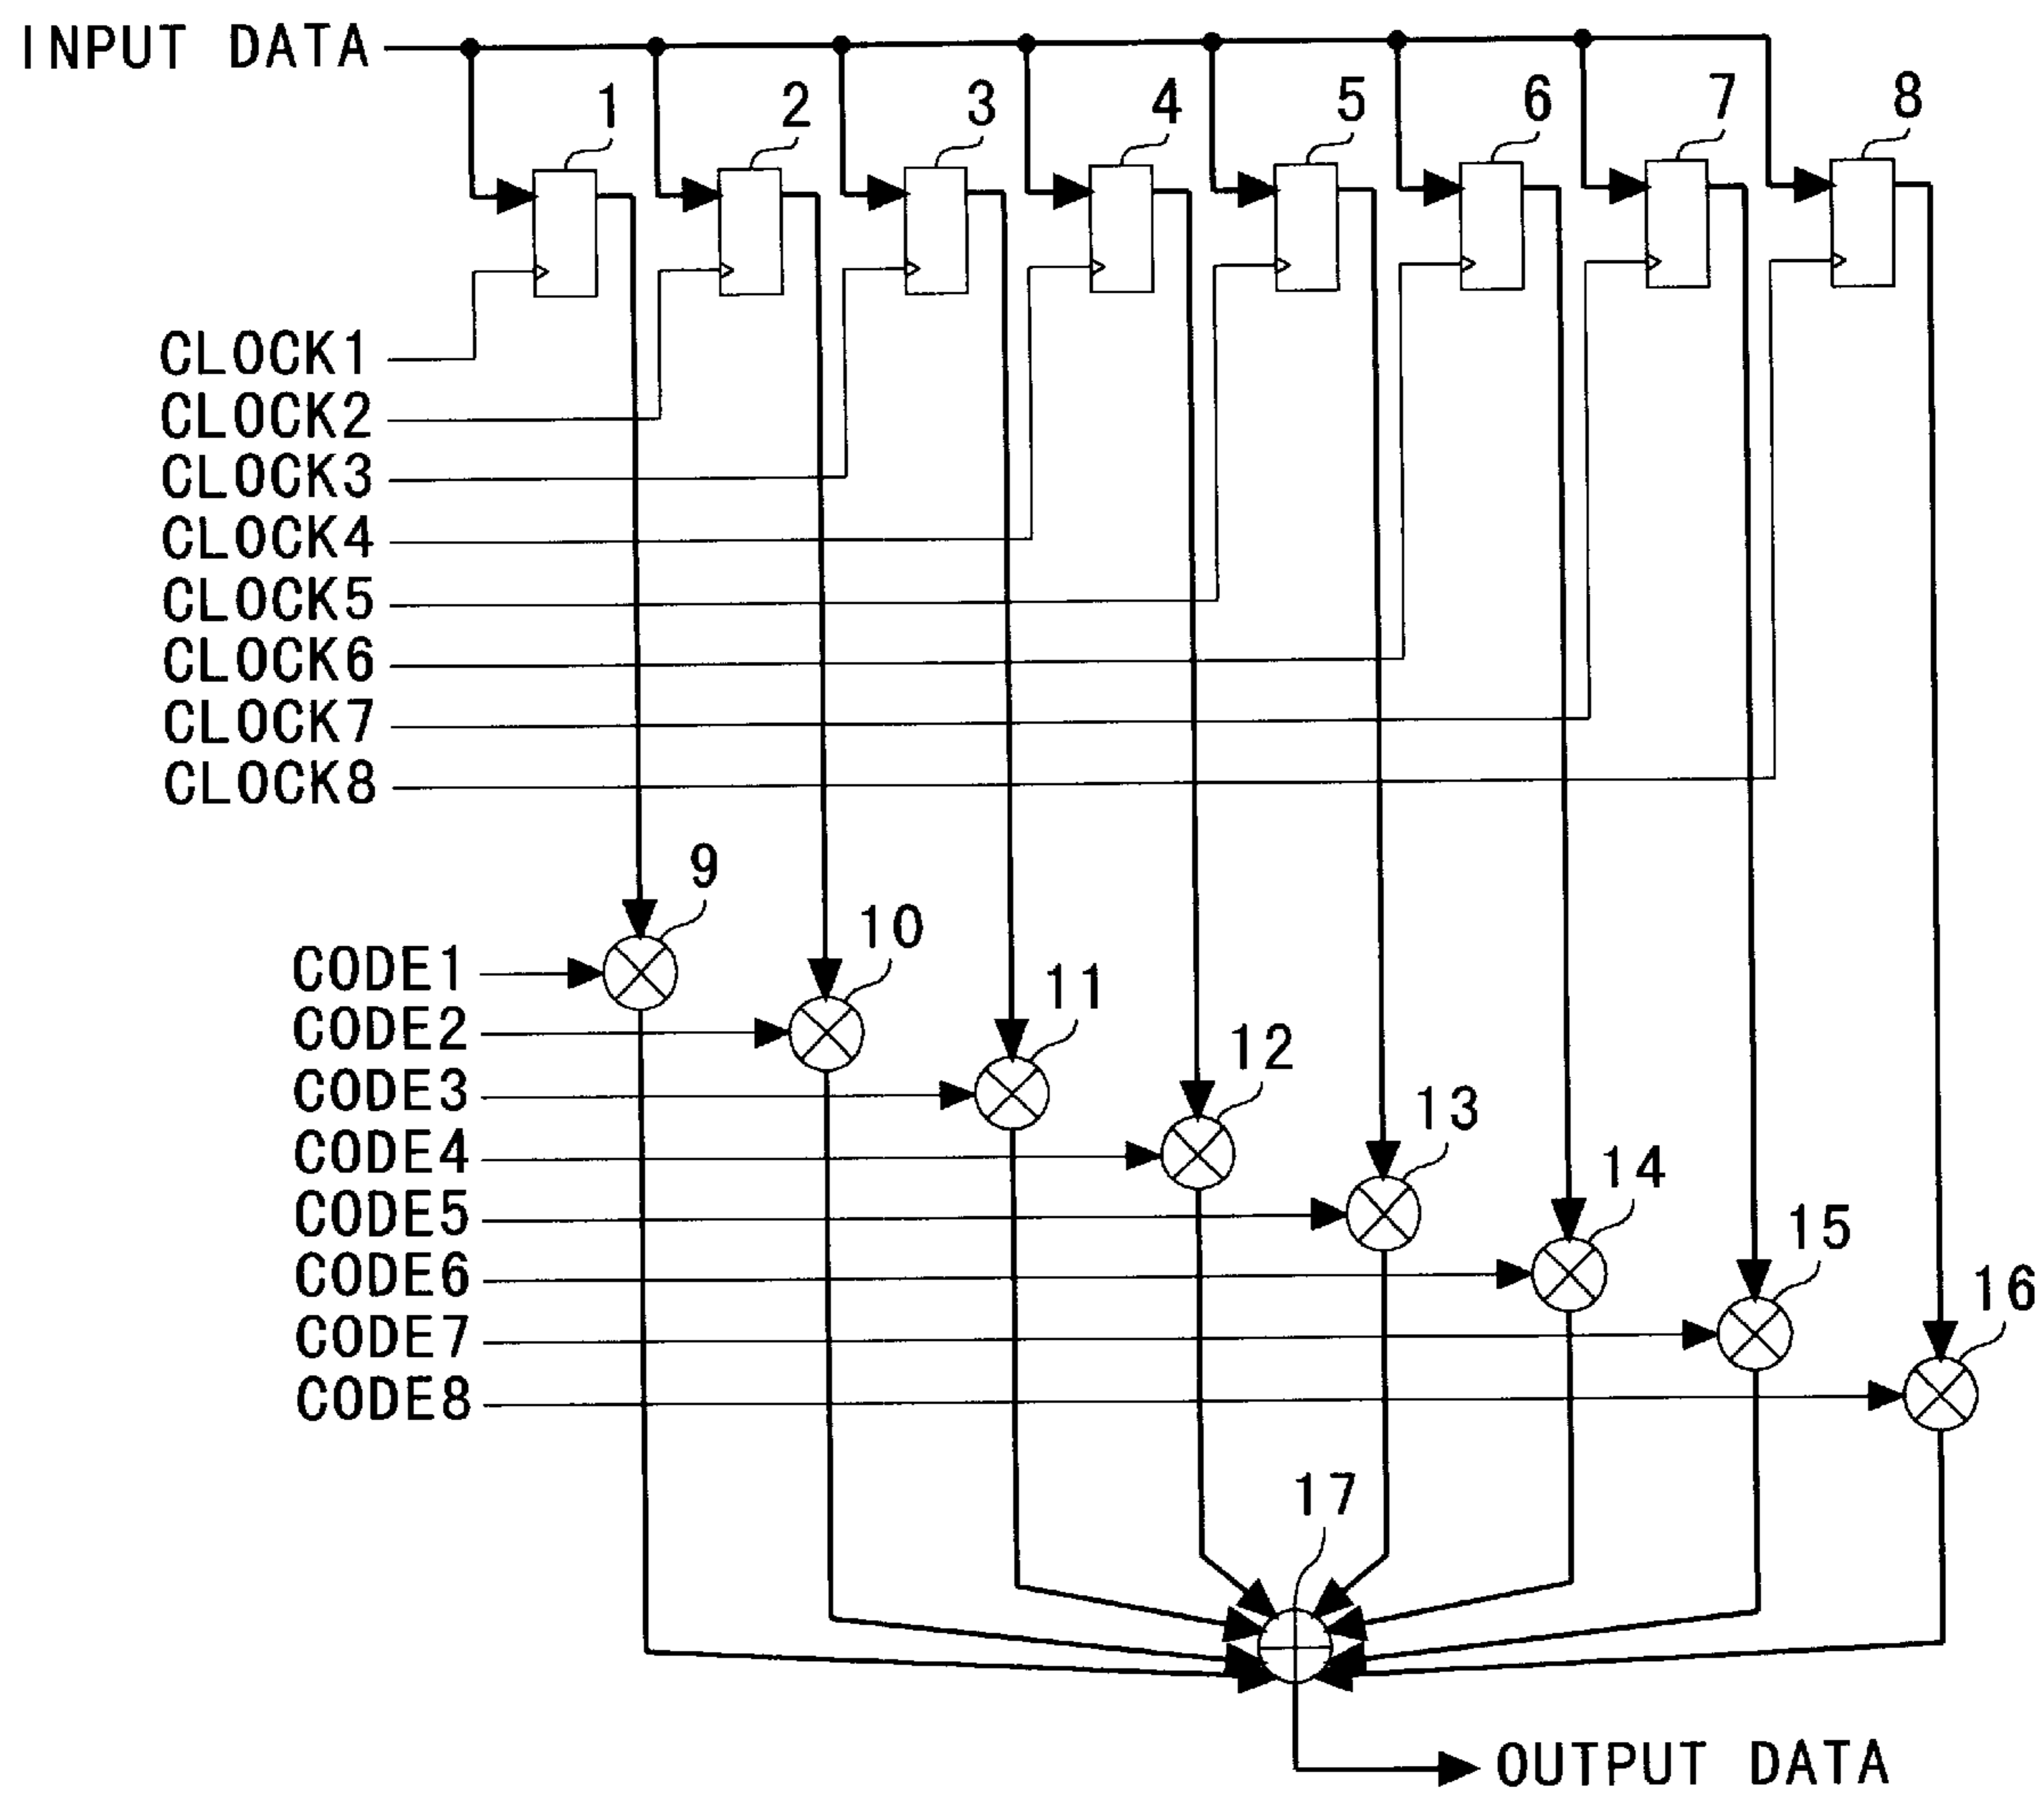 INPUT DATA
1
2
3
4
5
6
7
8
CLOCK1
CLOCK2
CLOCK3
CLOCK4
CLOCK5
CLOCK6
CLOCK7
CLOCK8
9
10
CODE1
11
CODE2
12
CODE3
13
CODE4
14
CODE5
15
CODE6
16
CODE7
CODE8
17
OUTPUT DATA